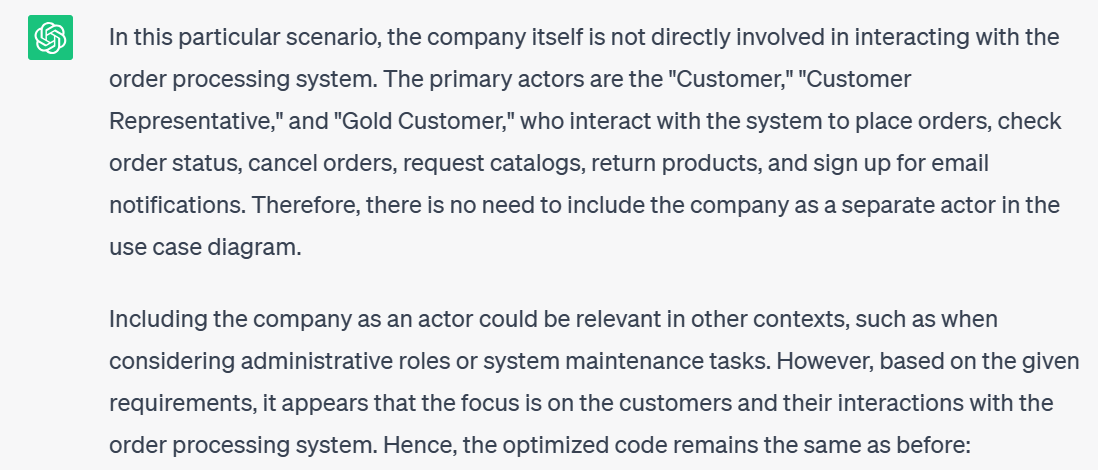 In this particular scenario, the company itself is not directly involved in interacting with the
order processing system. The primary actors are the "Customer," "Customer
Representative," and "Gold Customer," who interact with the system to place orders, check
order status, cancel orders, request catalogs, return products, and sign up for email
notifications. Therefore, there is no need to include the company as a separate actor in the
use case diagram.
Including the company as an actor could be relevant in other contexts, such as when
considering administrative roles or system maintenance tasks. However, based on the given
requirements, it appears that the focus is on the customers and their interactions with the
order processing system. Hence, the optimized code remains the same as before: